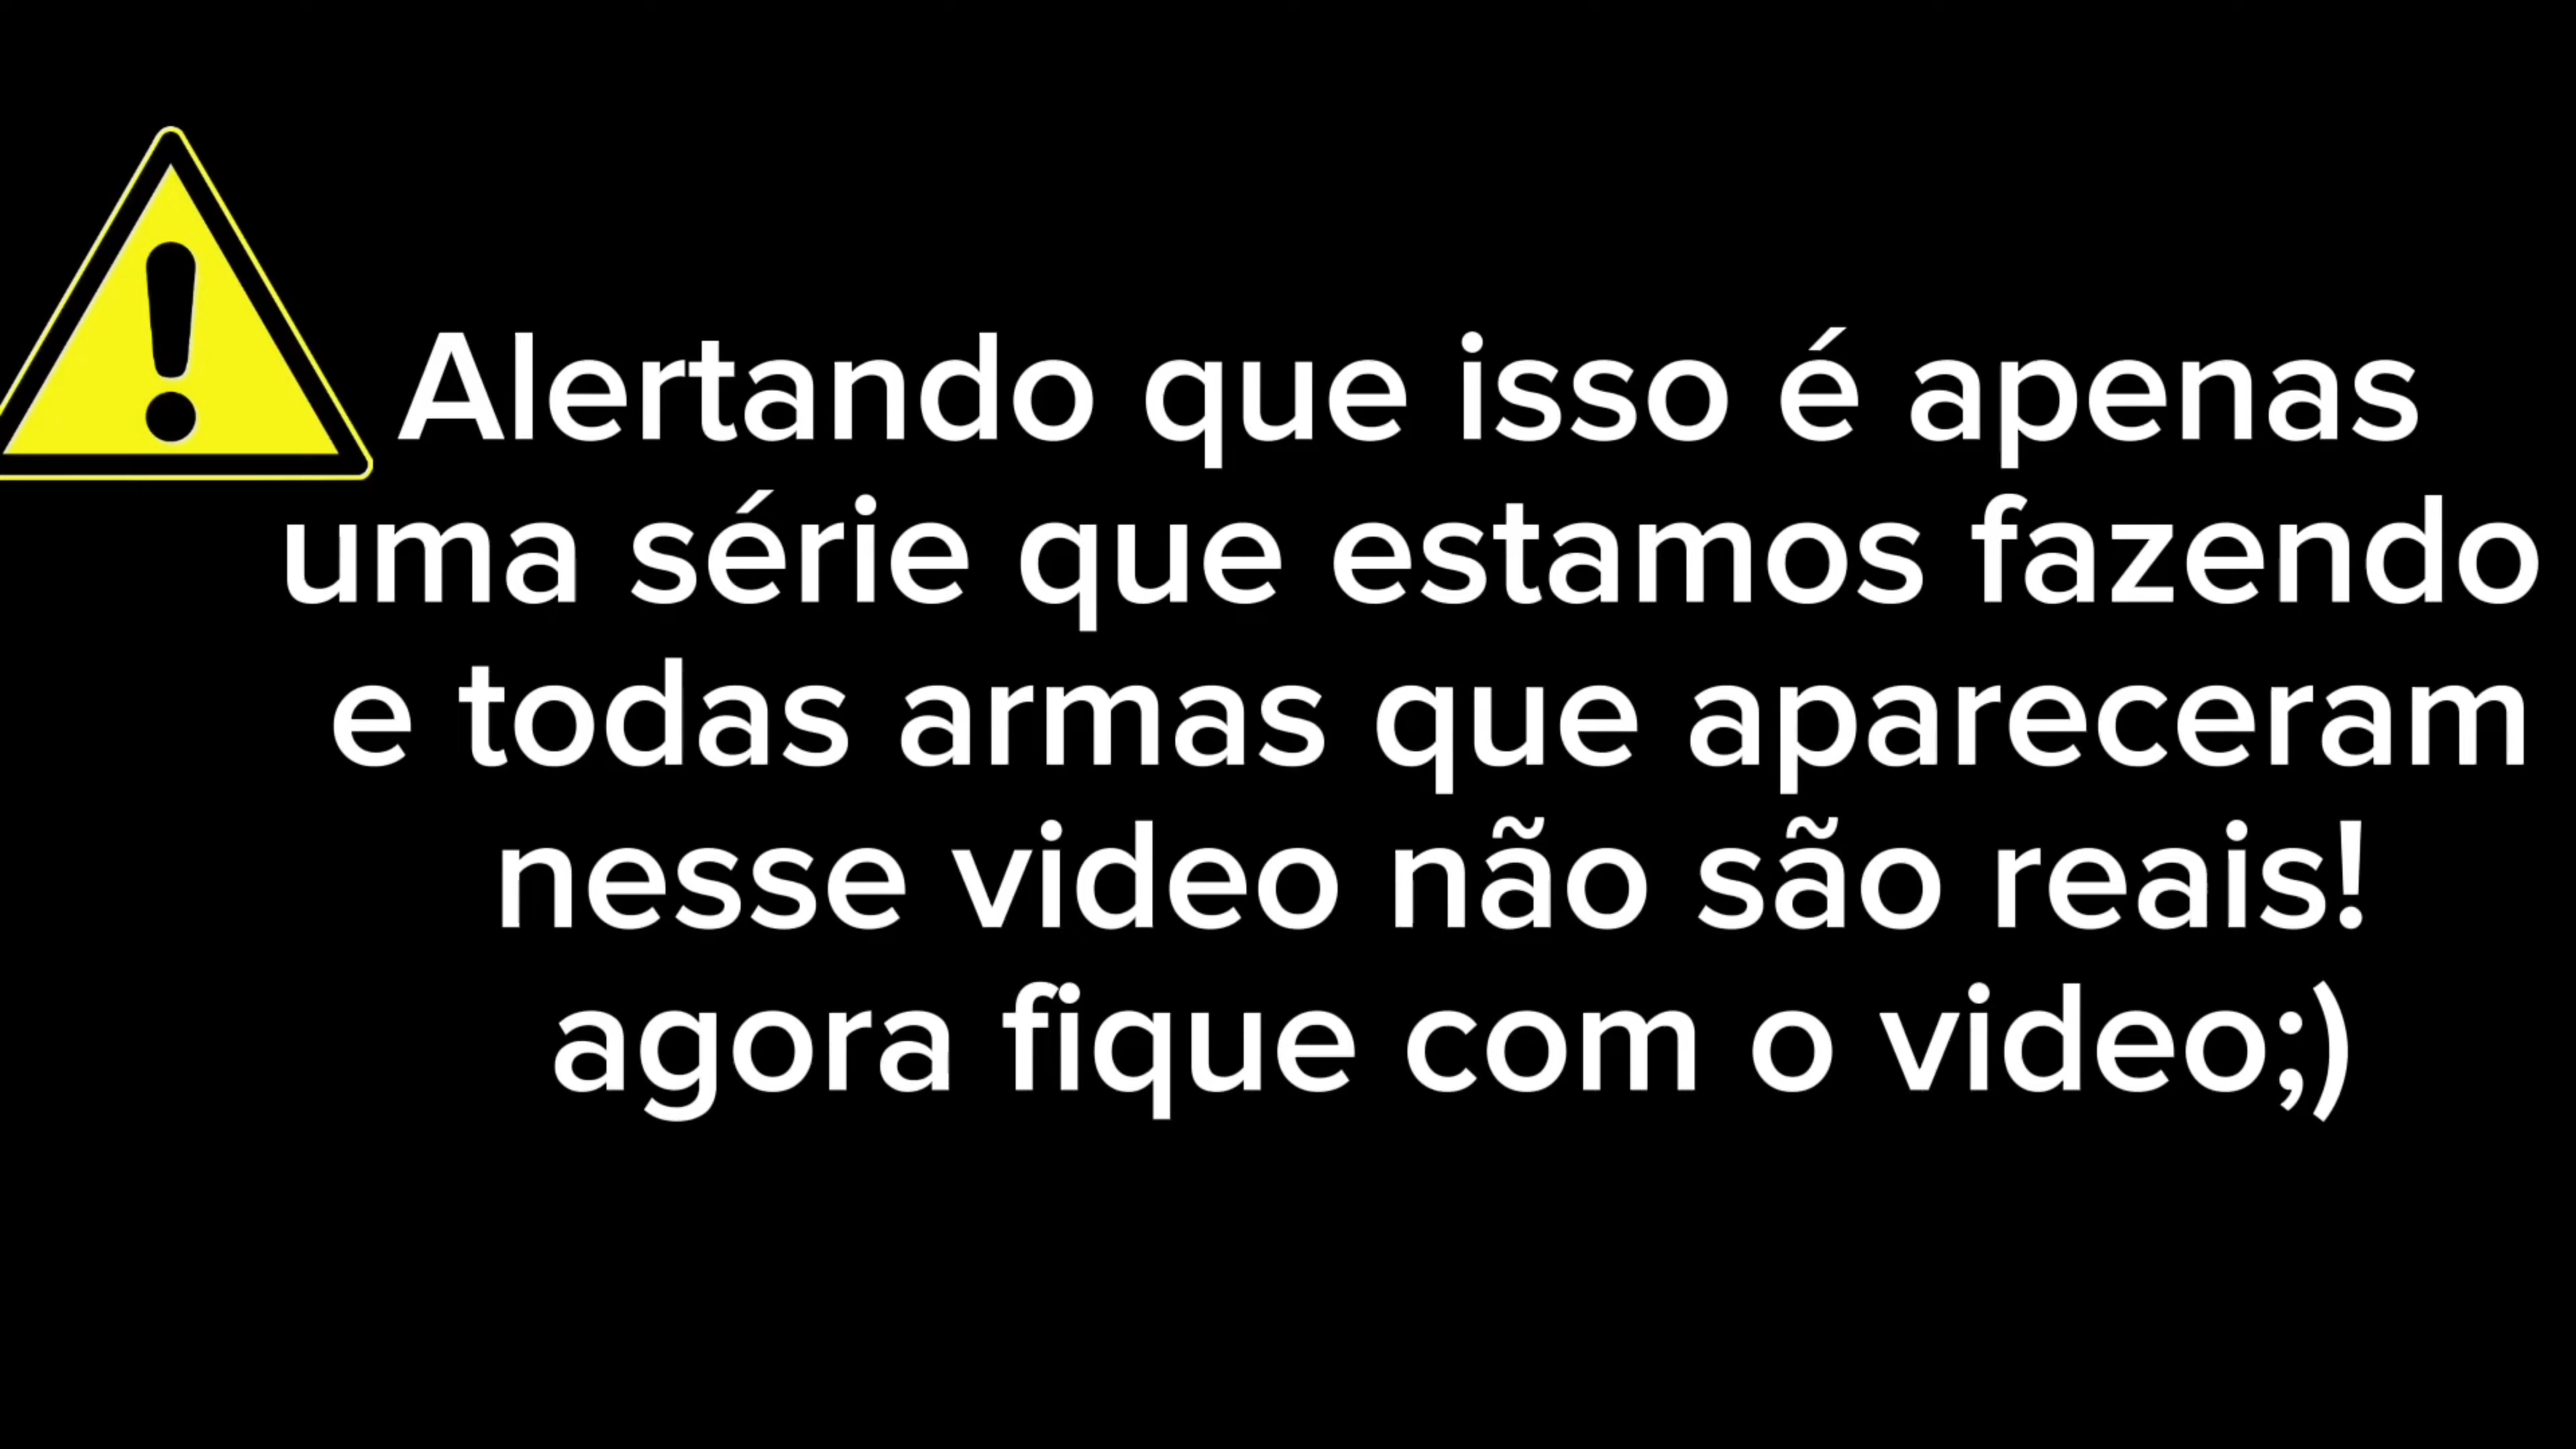 Alertando que isso é apenas
uma série que estamos fazendo
e todas armas que apareceram
nesse video não são reais!
agora fique com o video;)